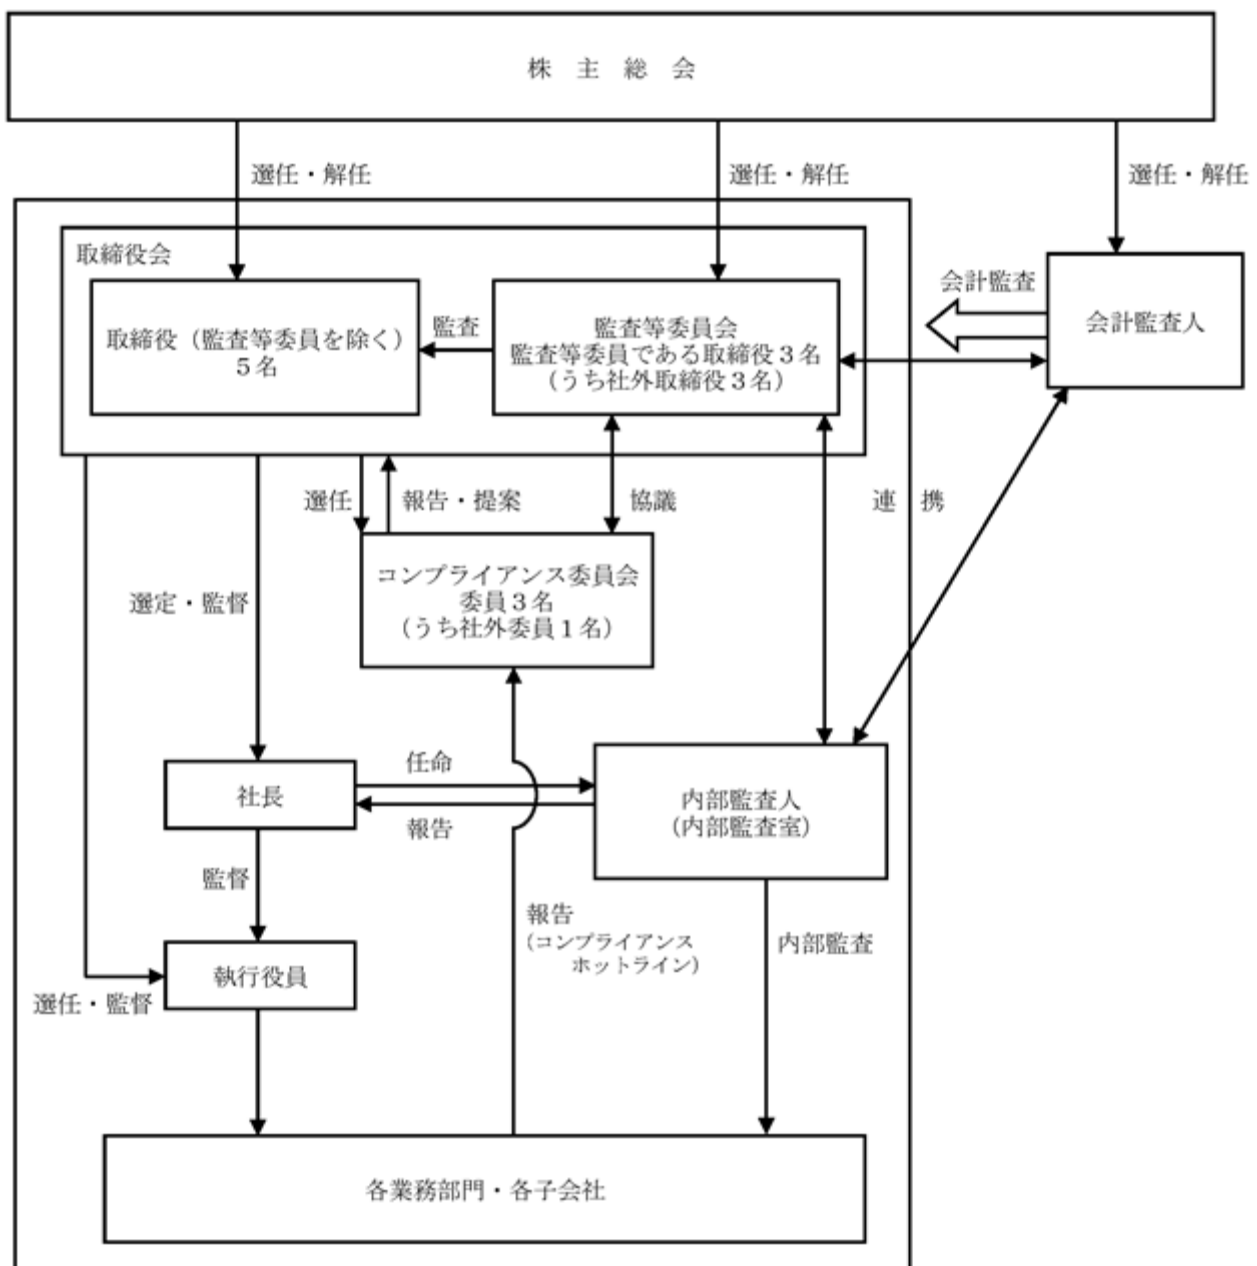 株主総会
選任・解任
選任・解任
選任・解任
取締役会
取締役（監査等委員を除く）
５名
監査
監査等委員会
監査等委員である取締役３名
（うち社外取締役３名）
会計監査
会計監査人
選任
報告・提案
協議
連携
コンプライアンス委員会
委員３名
（うち社外委員１名）
選定・監督
社長
任命
報告
内部監査人
（内部監査室）
監督
報告
（コンプライアンス
ホットライン）
内部監査
執行役員
選任・監督
各業務部門・各子会社